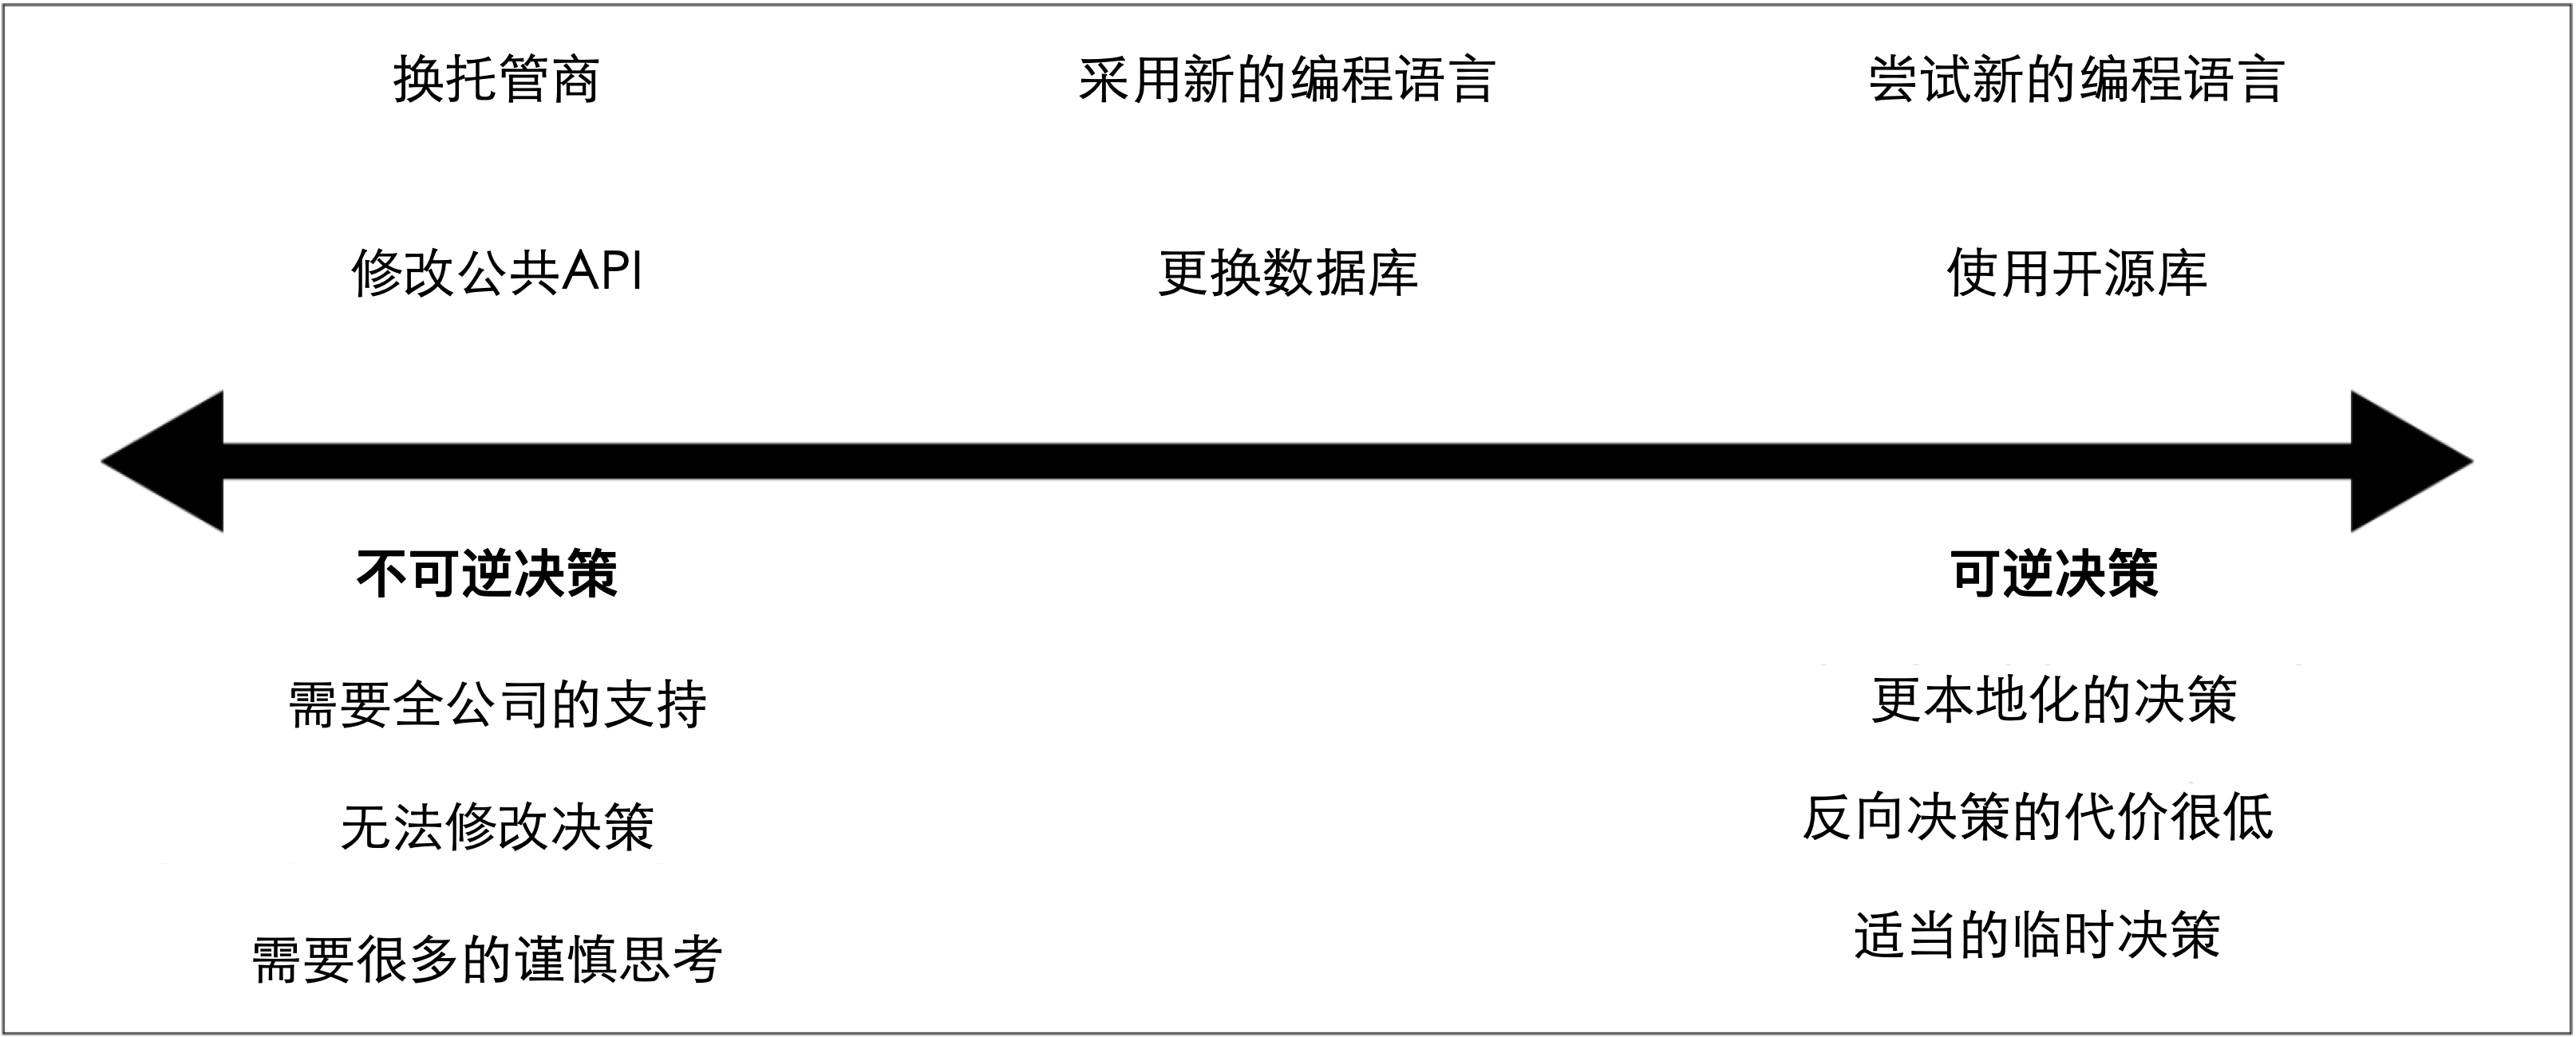 换托管商
采用新的编程语言
尝试新的编程语言
修改公共API
更换数据库
使用开源库
不可逆决策
可逆决策
需要全公司的支持
更本地化的决策
无法修改决策
反向决策的代价很低
需要很多的谨慎思考
适当的临时决策